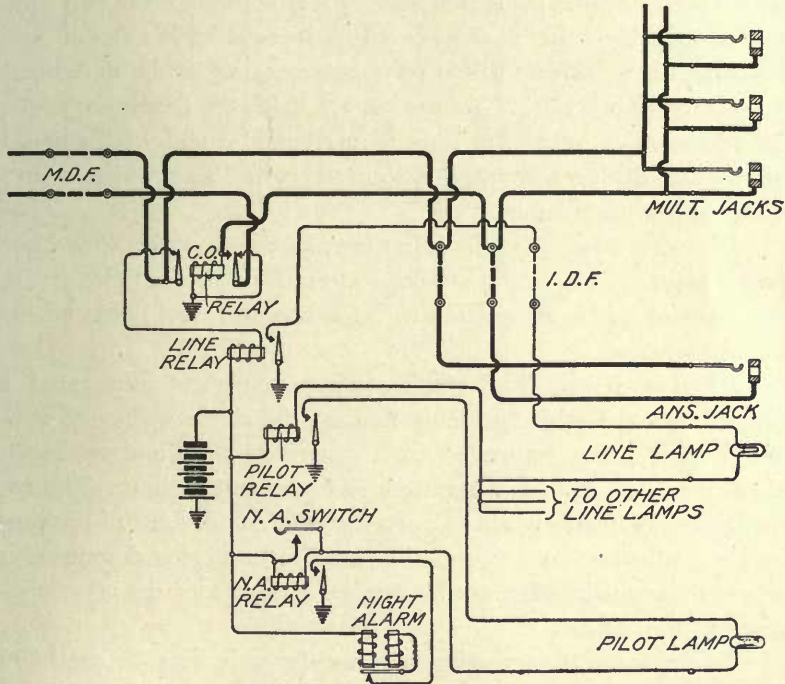 M.D.F.
MULT. JACKS
C.O.
RELAY
I.D.F.
LINE
RELAY
ANS. JACK
LINE LAMP
PILOT
RELAY
TO OTHER
LINE LAMPS
N.A. SWITCH
N.A.
RELAY
NIGHT
ALARM
PILOT LAMP